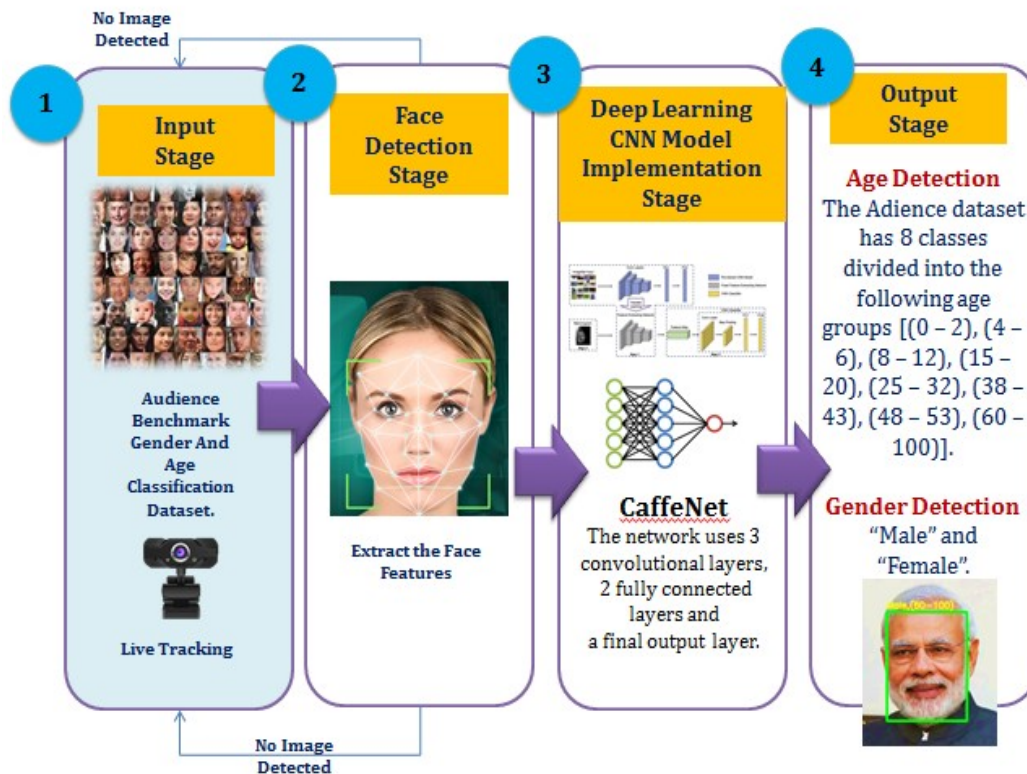 No Image
Detected
1
Input
Stage
Audience
Benchmark
Gender And
Age
Classification
Dataset.
Live Tracking
2
Face
Detection
Stage
Extract the Face
Features
3
Deep Learning
CNN Model
Implementation
Stage
CaffeNet
The network uses 3
convolutional layers,
2 fully connected
layers and
a final output layer.
4
Output
Stage
Age Detection
The Adience dataset
has 8 classes
divided into the
following age
groups [(0 – 2), (4 –
6), (8 – 12), (15 –
20), (25 – 32), (38 –
43), (48 – 53), (60 –
100)].
Gender Detection
“Male” and
“Female”.
Male,(60–100)
No Image
Detected